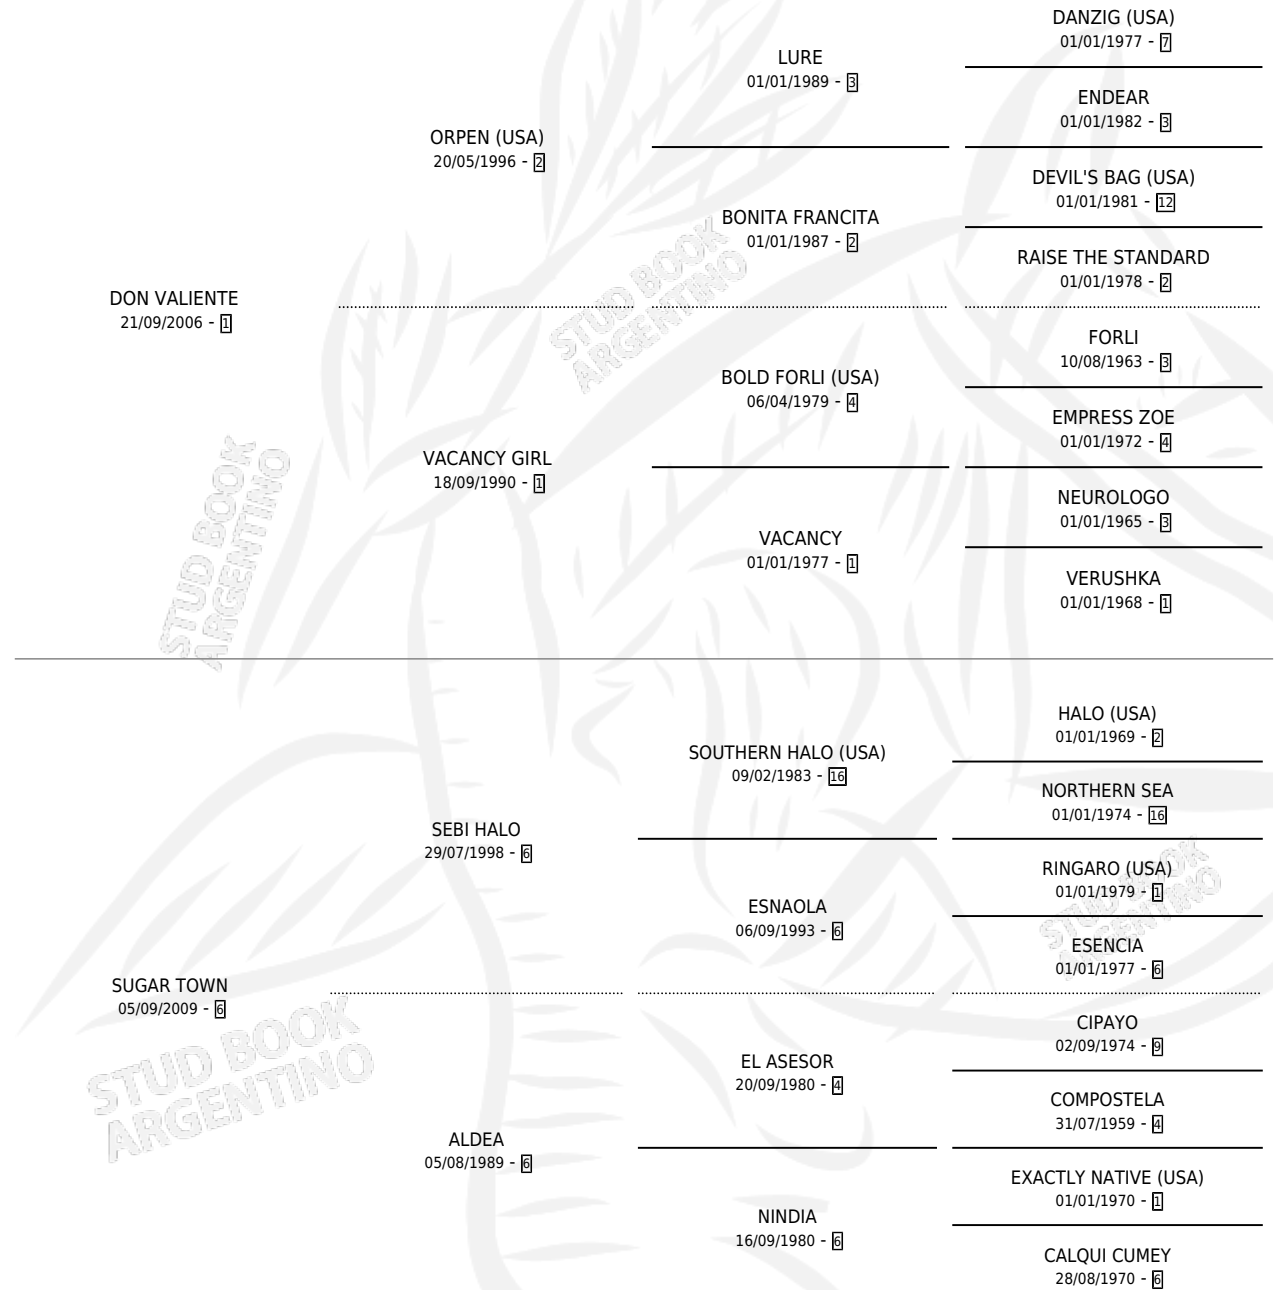 DANZIG (USA)
01/01/1977 - 7
LURE
01/01/1989 - 3
ENDEAR
01/01/1982 - 3
ORPEN (USA)
20/05/1996 - 2
DEVIL'S BAG (USA)
01/01/1981 - 12
BONITA FRANCITA
01/01/1987 - 2
RAISE THE STANDARD
01/01/1978 - 2
DON VALIENTE
21/09/2006 - 1
STUD BOOK
ARGENTINO
FORLI
10/08/1963 - 3
BOLD FORLI (USA)
06/04/1979 - 4
EMPRESS ZOE
01/01/1972 - 4
VACANCY GIRL
18/09/1990 - 1
NEUROLOGO
01/01/1965 - 3
VACANCY
01/01/1977 - 1
VERUSHKA
01/01/1968 - 1
STUD BOOK
ARGENTINO
HALO (USA)
01/01/1969 - 2
SOUTHERN HALO (USA)
09/02/1983 - 16
NORTHERN SEA
01/01/1974 - 16
SEBI HALO
29/07/1998 - 6
RINGARO (USA)
01/01/1979 - 1
ESNAOLA
06/09/1993 - 6
ESENCIA
01/01/1977 - 6
STUD BOOK
ARGENTINO
SUGAR TOWN
05/09/2009 - 6
CIPAYO
02/09/1974 - 9
EL ASESOR
20/09/1980 - 4
COMPOSTELA
31/07/1959 - 4
STUD BOOK
ARGENTINO
ALDEA
05/08/1989 - 6
EXACTLY NATIVE (USA)
01/01/1970 - 1
NINDIA
16/09/1980 - 6
CALQUI CUMEY
28/08/1970 - 6